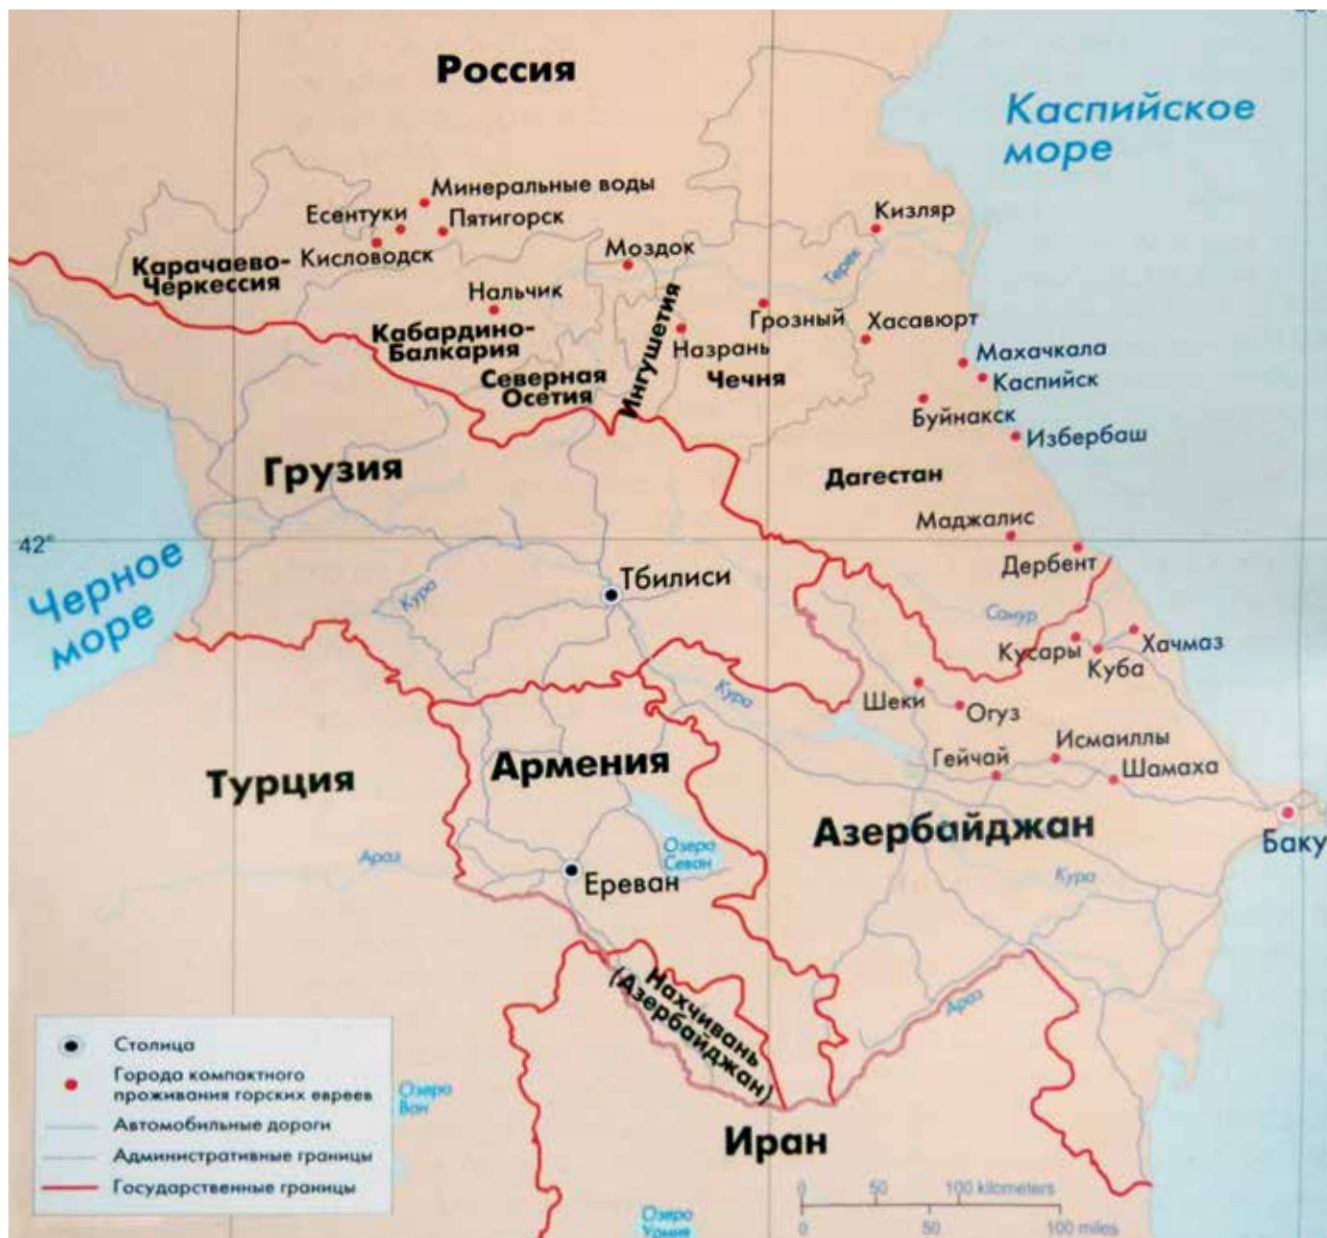 Россия
Каспийское
море
Минеральные воды
Есентуки
Пятигорск
Кизляр
Кисловодск
Моздок
Карачаево-
Черкессия
Терек
Нальчик
Грозный
Хасавюрт
Кабардино-
Балкария
Ингушетия
Назрань
Махачкала
Каспийск
Северная
Осетия
Чечня
Буйнакск
Избербаш
Грузия
Дагестан
Маджалис
42°
Дербент
Черное
море
Тбилиси
Кура
Самур
Кусары
Куба
Хачмаз
Кура
Шеки
Огуз
Гейчай
Исмаиллы
Шамаха
Армения
Турция
Азербайджан
Баку
Озеро
Севан
Араз
Ереван
Кура
Нахчивань
(Азербайджан)
Араз
Столица
Города компактного
проживания горских евреев
Автомобильные дороги
Административные границы
Государственные границы
Озеро
Ван
Иран
0 50 100 kilometers
0 50 100 miles
Озеро
Урмия